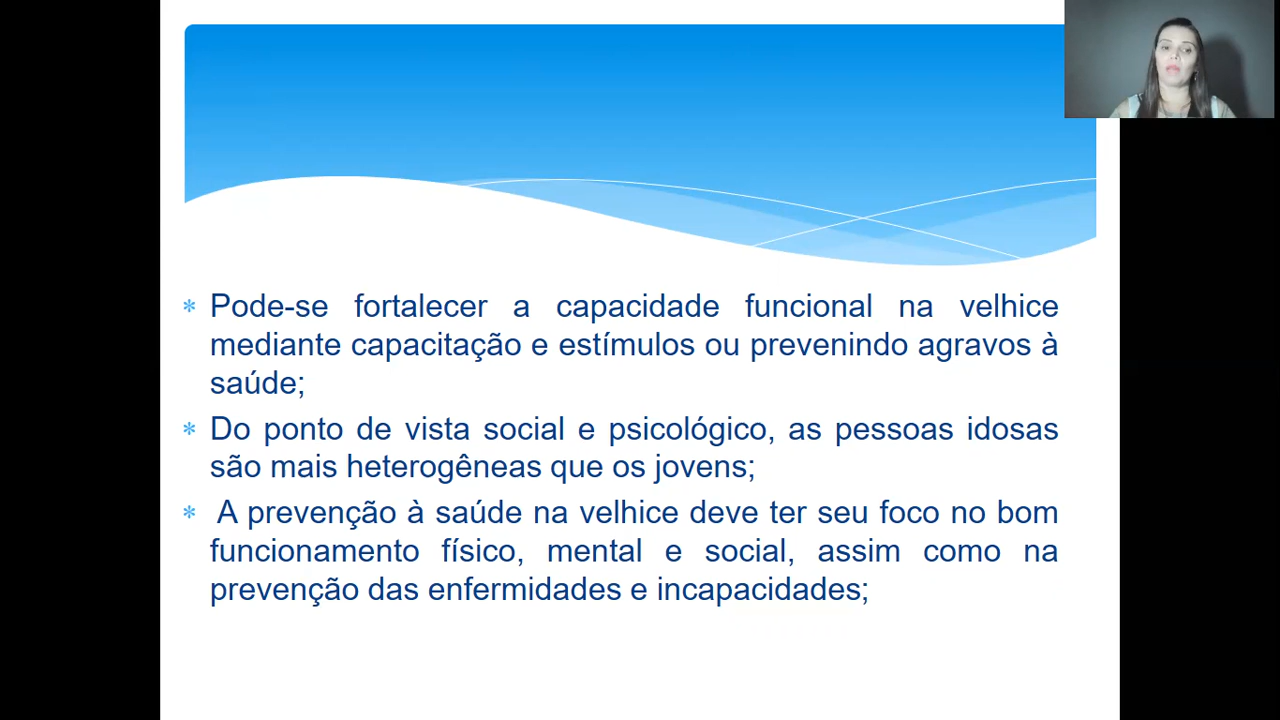 * Pode-se fortalecer a capacidade funcional na velhice
mediante capacitação e estímulos ou prevenindo agravos à
saúde;
* Do ponto de vista social e psicológico, as pessoas idosas
são mais heterogêneas que os jovens;
* A prevenção à saúde na velhice deve ter seu foco no bom
funcionamento físico, mental e social, assim como na
prevenção das enfermidades e incapacidades;